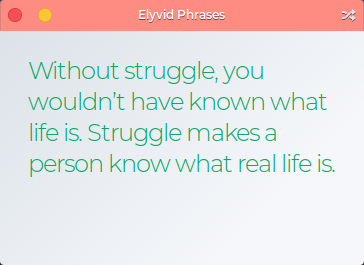 Elyvid Phrases
Without struggle, you
wouldn’t have known what
life is. Struggle makes a
person know what real life is.